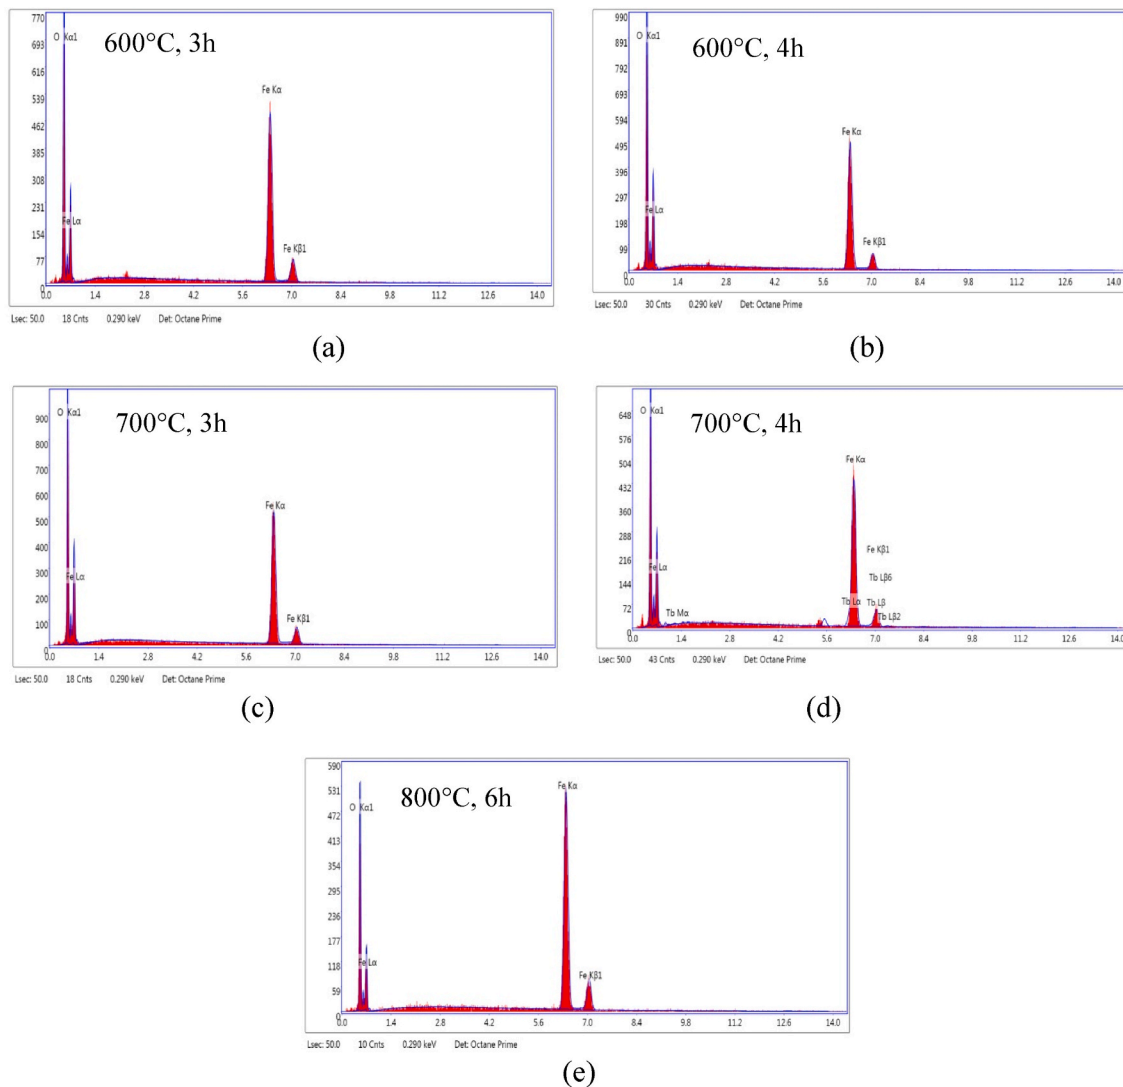 770
O Kα1
600°C, 3h
693
616
539
Fe Kα
462
385
308
231
Fe Lα
154
Fe Kβ1
77
0
0.0 1.4 2.8 4.2 5.6 7.0 8.4 9.8 11.2 12.6 14.0
Lsec: 50.0 18 Cnts 0.290 keV Det: Octane Prime
(a)
990
O Kα1
600°C, 4h
891
792
693
594
Fe Kα
495
396
297
198
Fe Lα
99
Fe Kβ1
0
0.0 1.4 2.8 4.2 5.6 7.0 8.4 9.8 11.2 12.6 14.0
Lsec: 50.0 30 Cnts 0.290 keV Det: Octane Prime
(b)
900
O Kα1
700°C, 3h
800
700
600
Fe Kα
500
400
300
Fe Lα
200
100
Fe Kβ1
0
0.0 1.4 2.8 4.2 5.6 7.0 8.4 9.8 11.2 12.6 14.0
Lsec: 50.0 18 Cnts 0.290 keV Det: Octane Prime
(c)
648
O Kα1
700°C, 4h
576
504
Fe Kα
432
360
288
216
Fe Kβ1
Fe Lα
144
Tb Lβ6
72
Tb Mα
Tb Lα
Tb Lβ
Tb Lβ2
0
0.0 1.4 2.8 4.2 5.6 7.0 8.4 9.8 11.2 12.6 14.0
Lsec: 50.0 43 Cnts 0.290 keV Det: Octane Prime
(d)
590
531
O Kα1
800°C, 6h
Fe Kα
472
413
354
295
236
177
118
Fe Lα
Fe Kβ1
59
0
0.0 1.4 2.8 4.2 5.6 7.0 8.4 9.8 11.2 12.6 14.0
Lsec: 50.0 10 Cnts 0.290 keV Det: Octane Prime
(e)